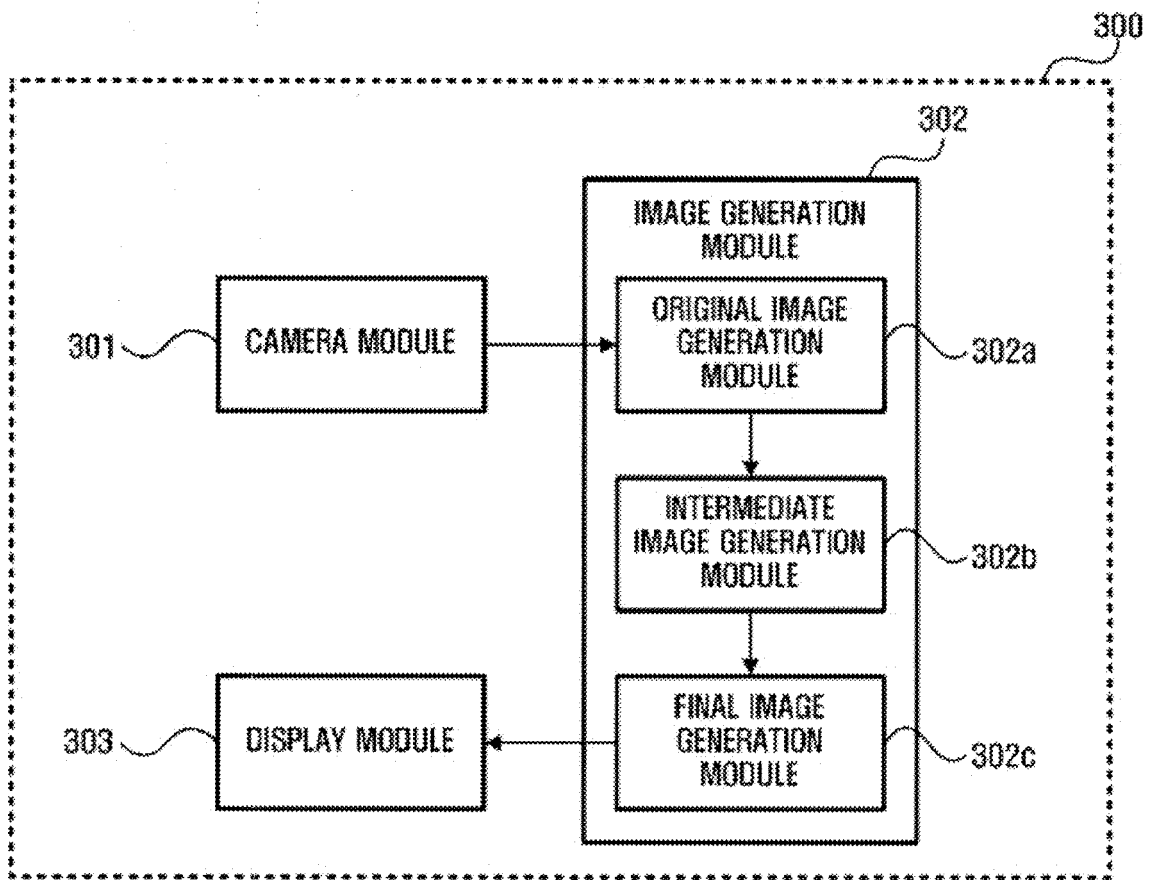 300
302
IMAGE GENERATION
MODULE
301
CAMERA MODULE
ORIGINAL IMAGE
GENERATION
MODULE
302a
INTERMEDIATE
IMAGE GENERATION
MODULE
302b
303
DISPLAY MODULE
FINAL IMAGE
GENERATION
MODULE
302c